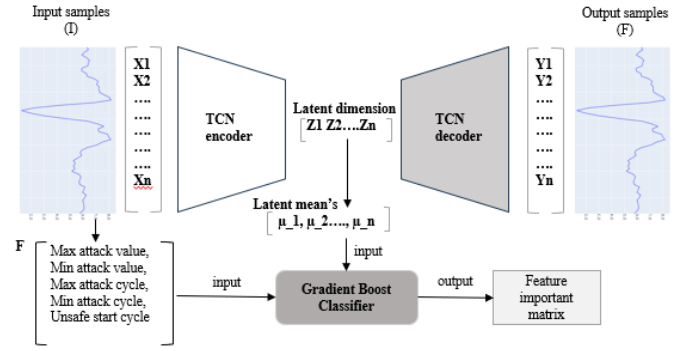 Input samples
(I)
Output samples
(F)
X1
X2
....
....
....
....
....
Xn
TCN
encoder
Latent dimension
Z1 Z2....Zn
TCN
decoder
Y1
Y2
....
....
....
....
....
Yn
Latent mean's
μ_1, μ_2...., μ_n
F
Max attack value,
Min attack value,
Max attack cycle,
Min attack cycle,
Unsafe start cycle
input
input
Gradient Boost
Classifier
output
Feature
important
matrix